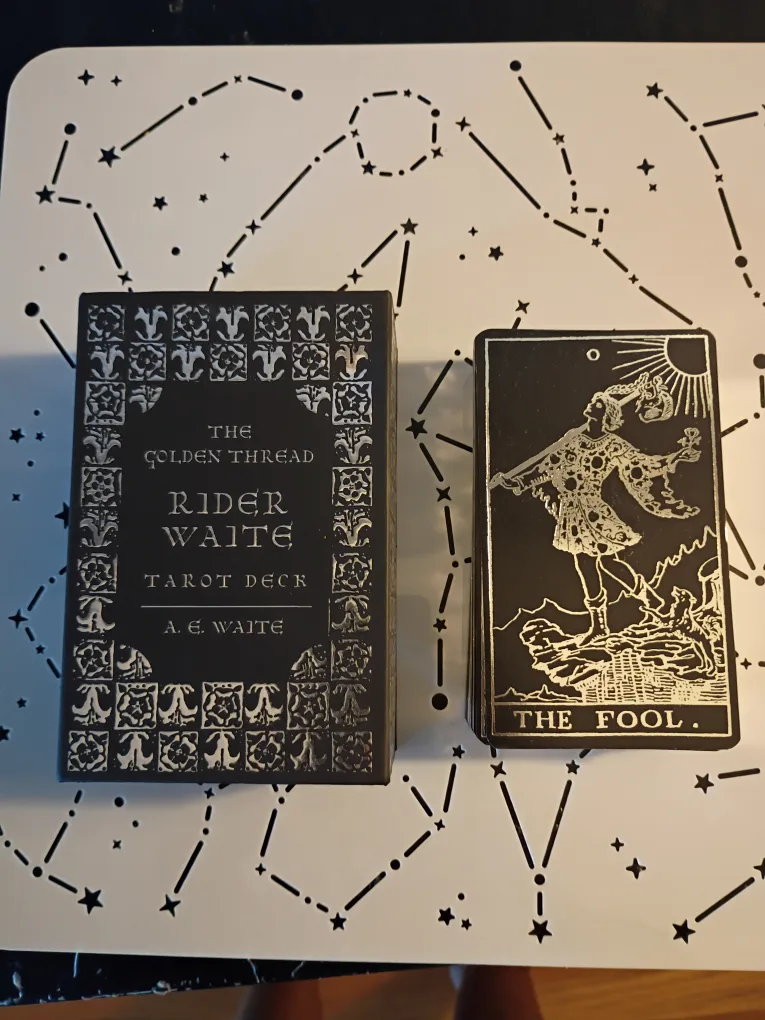 THE
GOLDEN THREAD
RIDER
WAITE
TAROT DECK
A. E. WAITE
0
THE FOOL.